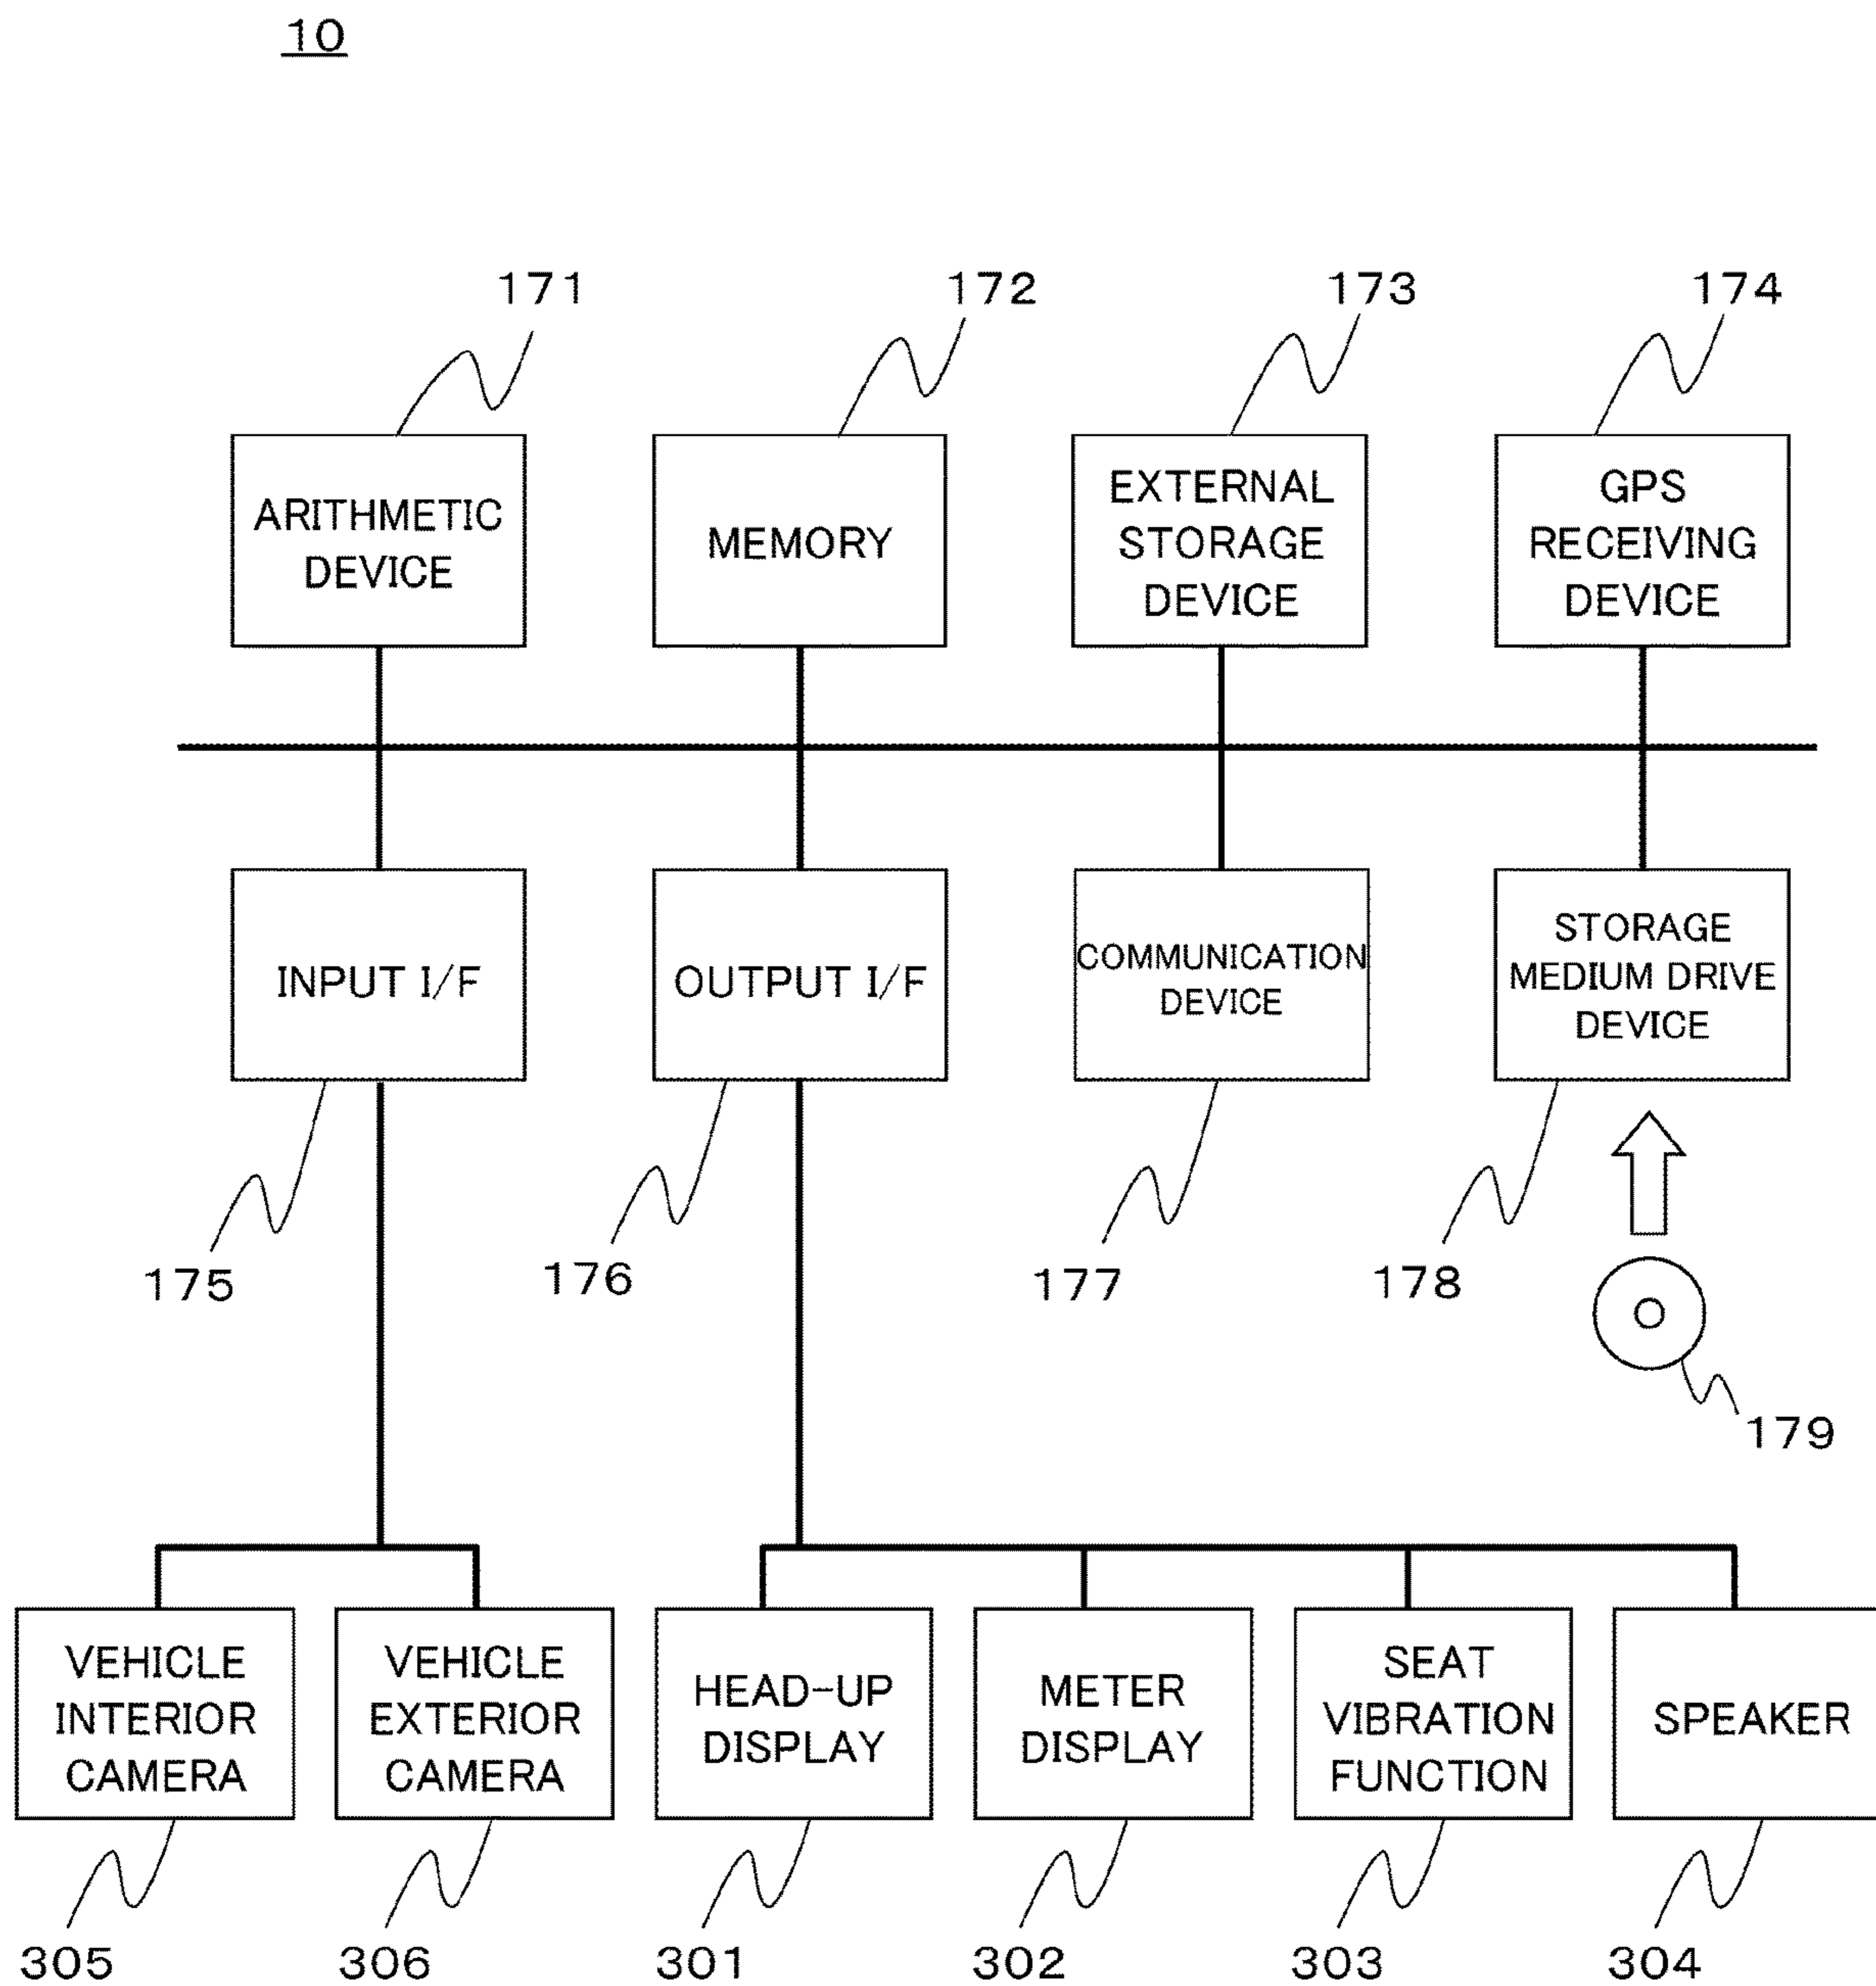 10
171
172
173
174
ARITHMETIC
DEVICE
MEMORY
EXTERNAL
STORAGE
DEVICE
GPS
RECEIVING
DEVICE
INPUT I/F
OUTPUT I/F
COMMUNICATION
DEVICE
STORAGE
MEDIUM DRIVE
DEVICE
175
176
177
178
179
VEHICLE
INTERIOR
CAMERA
VEHICLE
EXTERIOR
CAMERA
HEAD-UP
DISPLAY
METER
DISPLAY
SEAT
VIBRATION
FUNCTION
SPEAKER
305
306
301
302
303
304